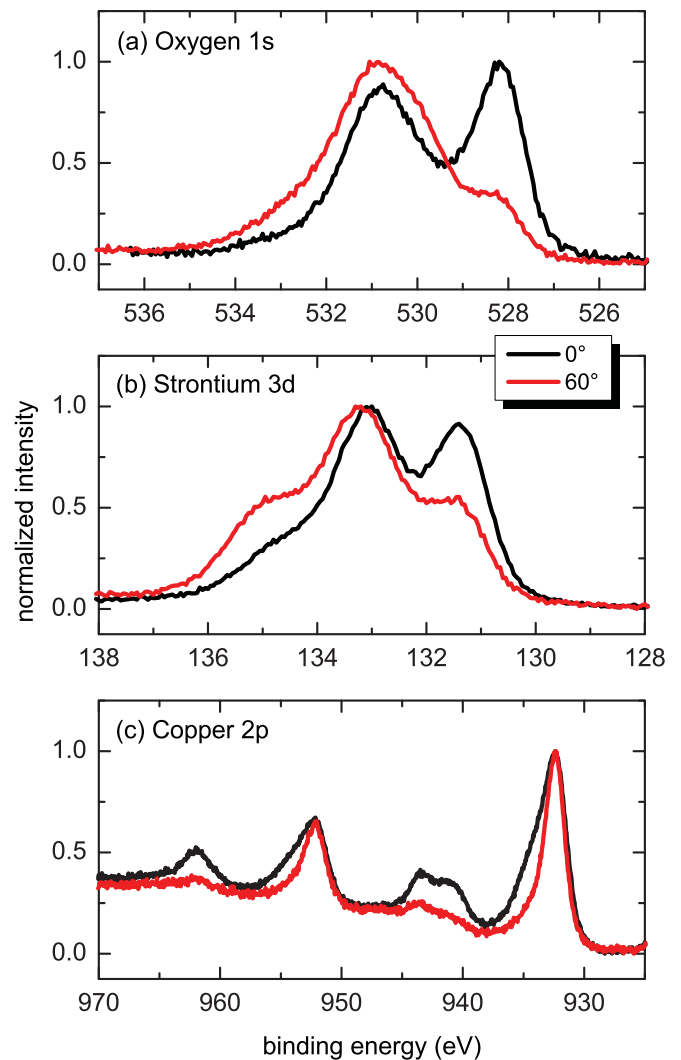 (a) Oxygen 1s
1.0
0.5
0.0
536 534 532 530 528 526
0°
60°
(b) Strontium 3d
1.0
0.5
0.0
138 136 134 132 130 128
normalized intensity
(c) Copper 2p
1.0
0.5
0.0
970 960 950 940 930
binding energy (eV)